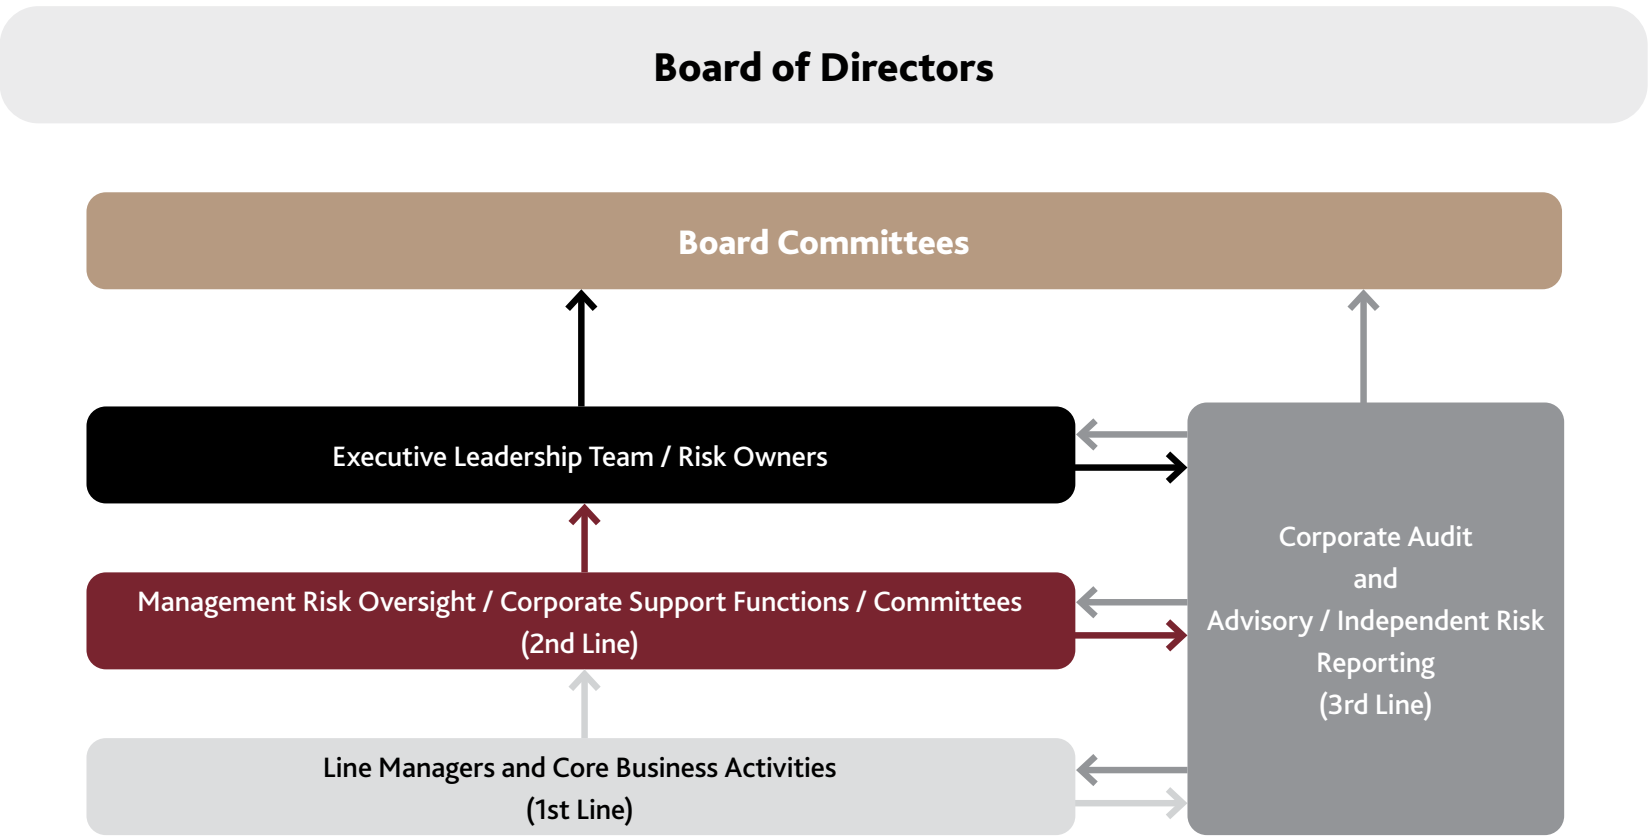 Board of Directors
Board Committees
Executive Leadership Team / Risk Owners
Management Risk Oversight / Corporate Support Functions / Committees
(2nd Line)
Line Managers and Core Business Activities
(1st Line)
Corporate Audit
and
Advisory / Independent Risk
Reporting
(3rd Line)